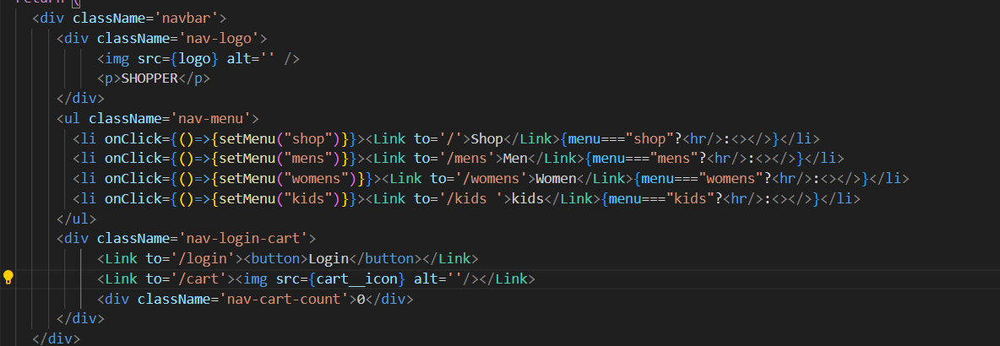 return (
<div className='navbar'>
<div className='nav-logo'>
<img src={logo} alt='' />
<p>SHOPPER</p>
</div>
<ul className='nav-menu'>
<li onClick={()=>{setMenu("shop")}}><Link to='/'>Shop</Link>{menu==="shop"?<hr/>:<></>}</li>
<li onClick={()=>{setMenu("mens")}}><Link to='/mens'>Men</Link>{menu==="mens"?<hr/>:<></>}</li>
<li onClick={()=>{setMenu("womens")}}><Link to='/womens'>Women</Link>{menu==="womens"?<hr/>:<></>}</li>
<li onClick={()=>{setMenu("kids")}}><Link to='/kids '>kids</Link>{menu==="kids"?<hr/>:<></>}</li>
</ul>
<div className='nav-login-cart'>
<Link to='/login'><button>Login</button></Link>
<Link to='/cart'><img src={cart__icon} alt=''/></Link>
<div className='nav-cart-count'>0</div>
</div>
</div>